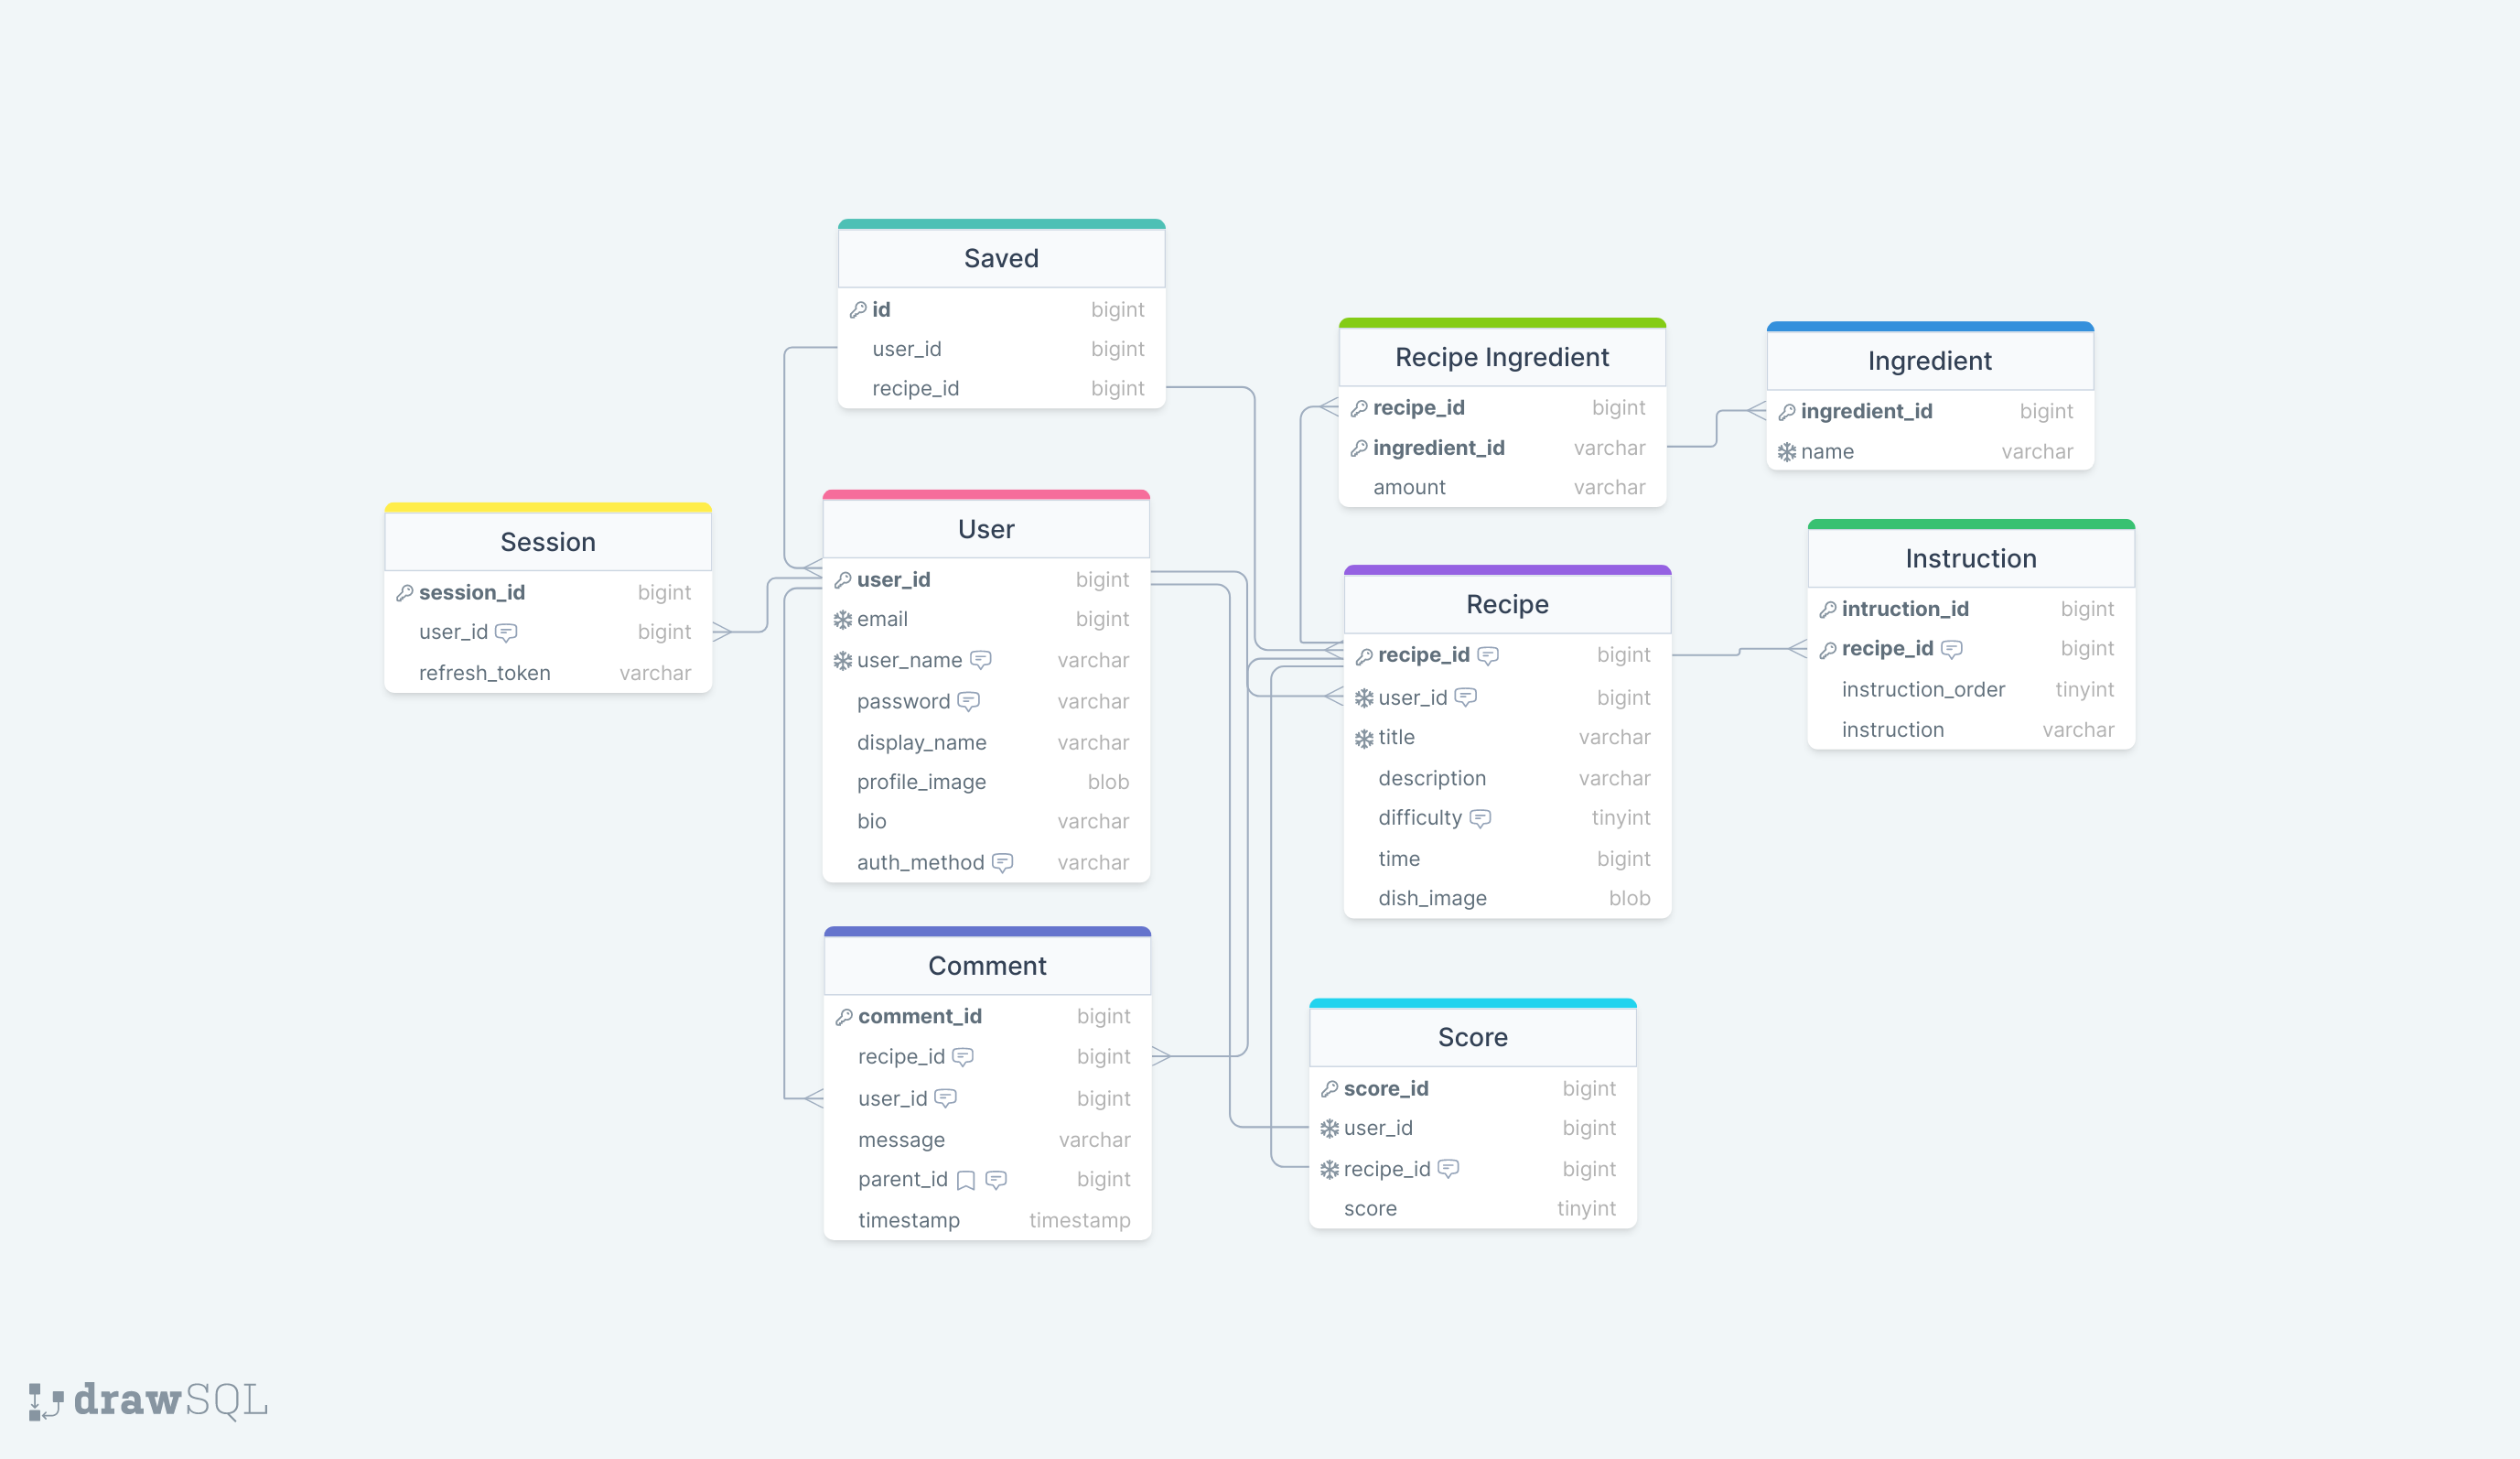 Saved
id bigint
user_id bigint
recipe_id bigint
Session
session_id bigint
user_id bigint
refresh_token varchar
User
user_id bigint
email bigint
user_name varchar
password varchar
display_name varchar
profile_image blob
bio varchar
auth_method varchar
Comment
comment_id bigint
recipe_id bigint
user_id bigint
message varchar
parent_id bigint
timestamp timestamp
Recipe Ingredient
recipe_id bigint
ingredient_id varchar
amount varchar
Ingredient
ingredient_id bigint
name varchar
Recipe
recipe_id bigint
user_id bigint
title varchar
description varchar
difficulty tinyint
time bigint
dish_image blob
Instruction
intruction_id bigint
recipe_id bigint
instruction_order tinyint
instruction varchar
Score
score_id bigint
user_id bigint
recipe_id bigint
score tinyint
drawSQL